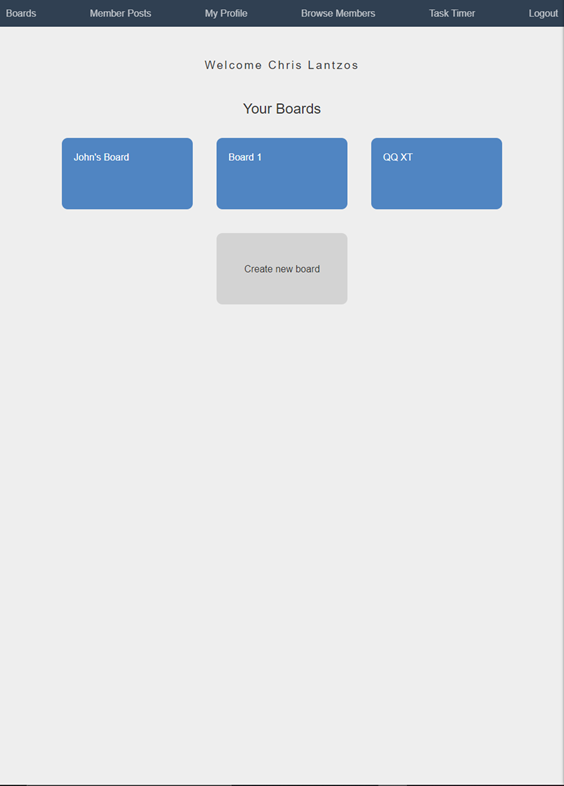 Boards Member Posts My Profile Browse Members Task Timer Logout
Welcome Chris Lantzos
Your Boards
John's Board Board 1 QQ XT
Create new board